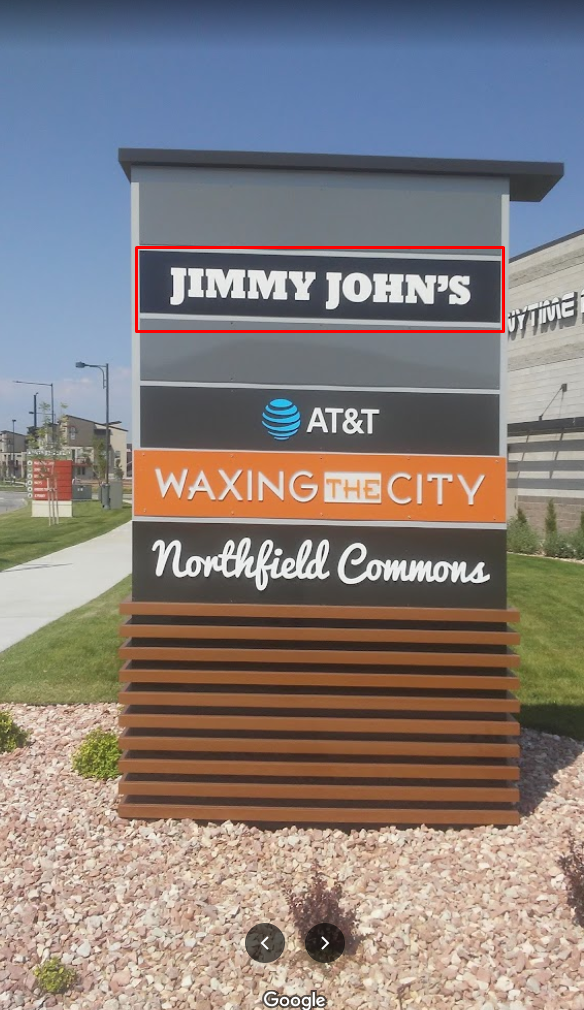 JIMMY JOHN'S
AT&T
WAXING THE CITY
Northfield Commons
Google